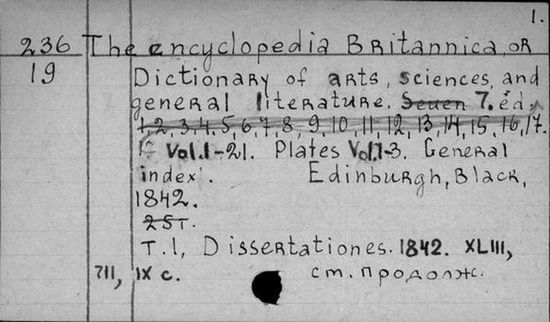 1.
236 The encyclopedia Britannica, or
19 Dictionary of arts, sciences, and
general literature. Seven 7. ed.
1,2,3,4,5,6,7,8,9,10,11,12,13,14,15,16,17.
Vol.1-21. Plates Vol.1-3. General
index. Edinburgh, Black,
1842.
25т.
T.1, Dissertationes. 1842. XLIII,
711, IX c. см. продолж.